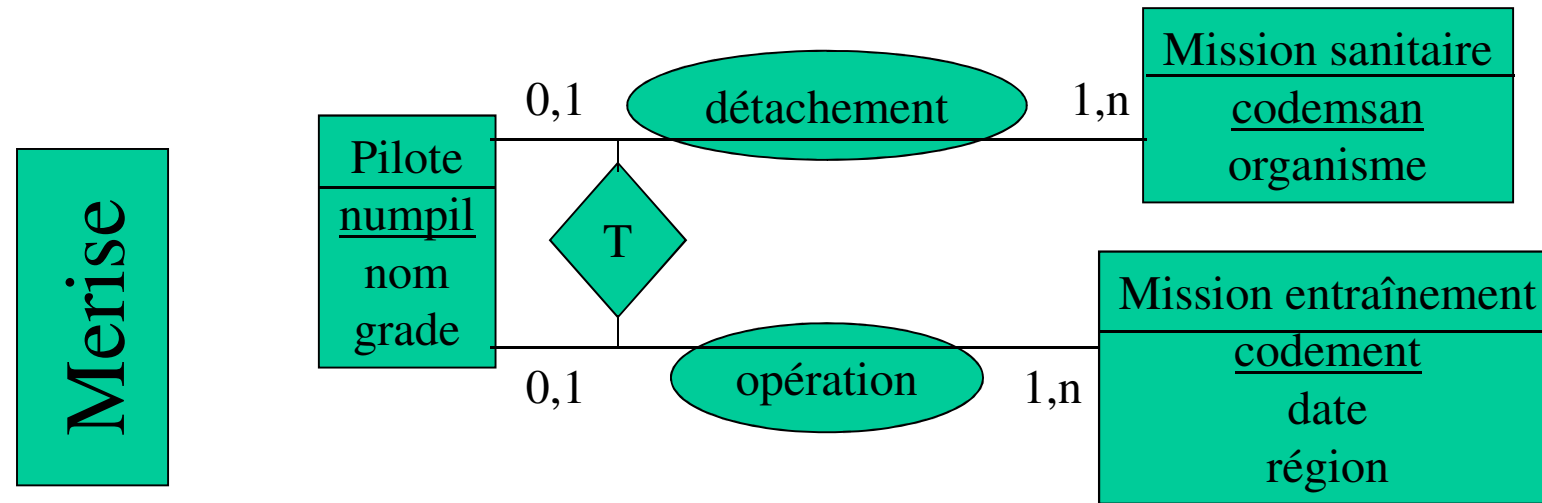 Merise
Pilote
numpil
nom
grade
0,1
détachement
1,n
Mission sanitaire
codemsan
organisme
T
0,1
opération
1,n
Mission entraînement
codement
date
région